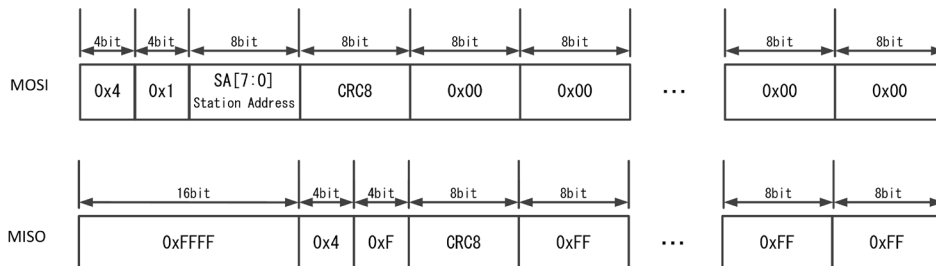 4bit 4bit 8bit 8bit 8bit 8bit 8bit 8bit
MOSI 0x4 0x1 SA[7:0] CRC8 0x00 0x00 ... 0x00 0x00
Station Address
16bit 4bit 4bit 8bit 8bit 8bit 8bit
MISO 0xFFFF 0x4 0xF CRC8 0xFF ... 0xFF 0xFF